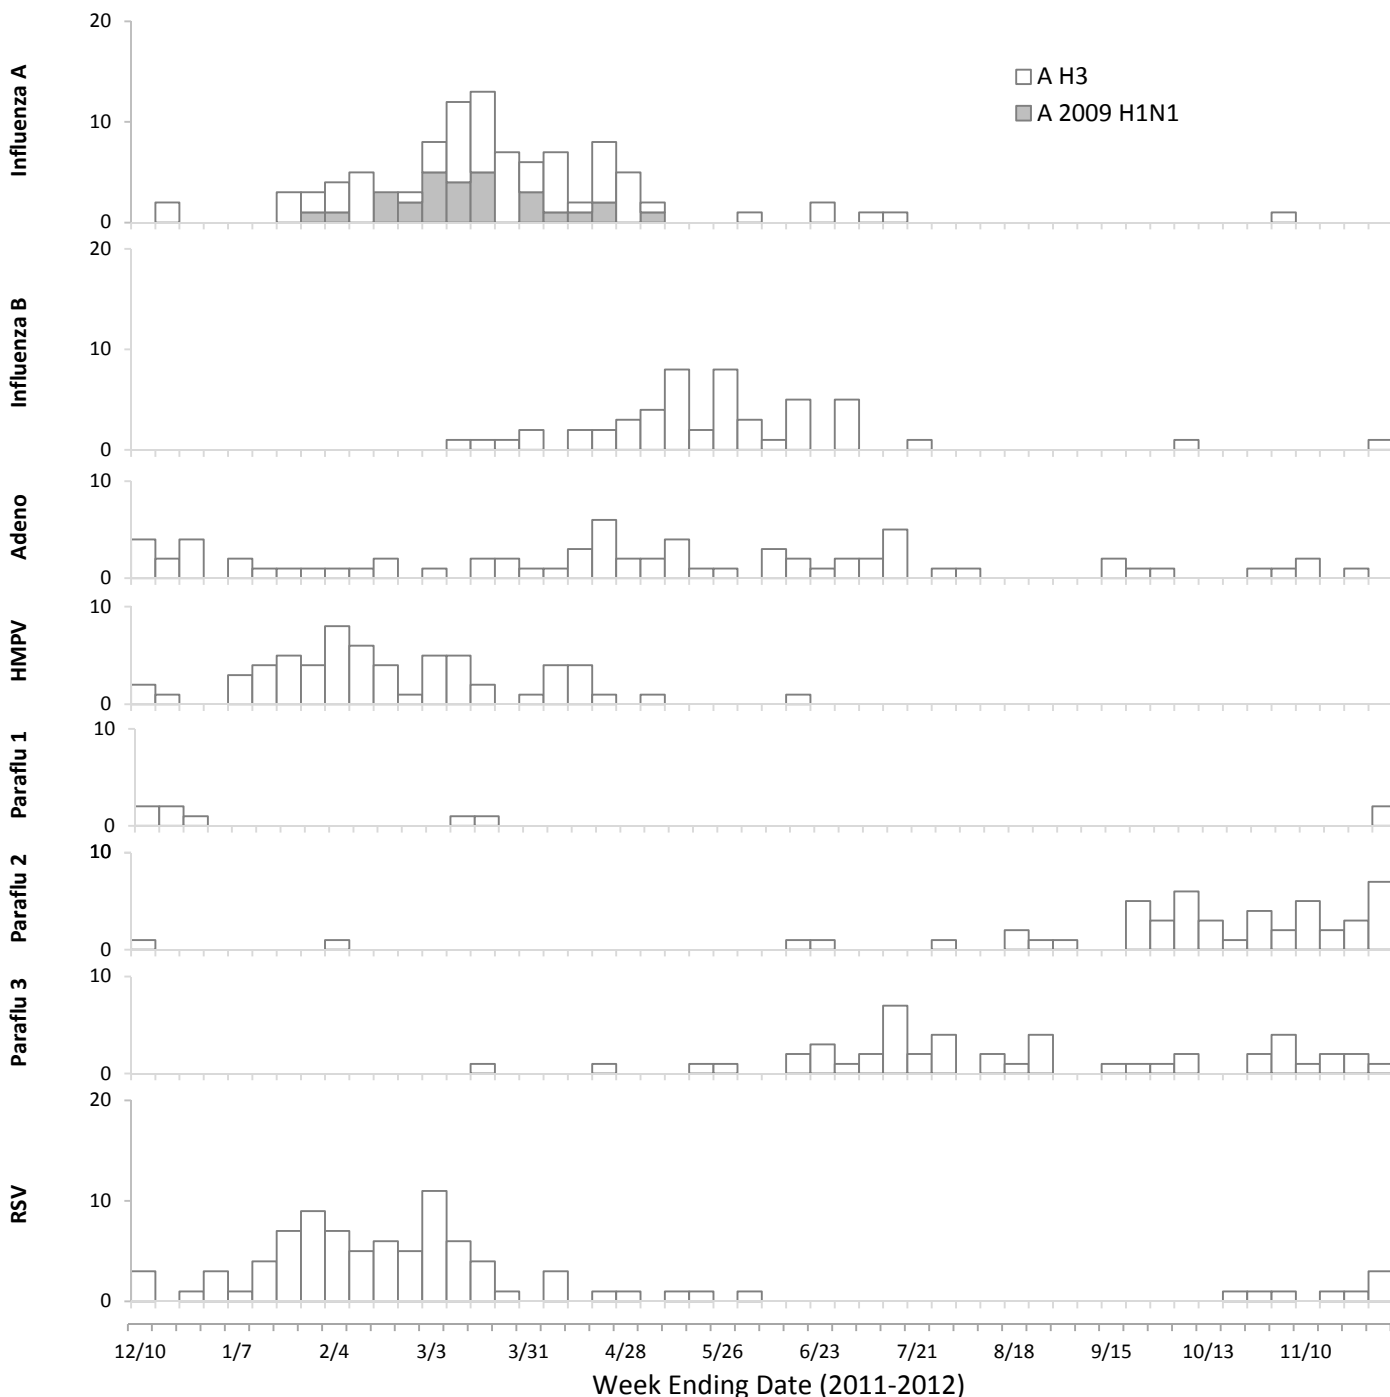 Influenza A
20
10
0
A H3
A 2009 H1N1
Influenza B
20
10
0
Adeno
10
0
HMPV
10
0
Paraflu 1
10
0
Paraflu 2
10
0
Paraflu 3
10
0
RSV
20
10
0
12/10 1/7 2/4 3/3 3/31 4/28 5/26 6/23 7/21 8/18 9/15 10/13 11/10
Week Ending Date (2011-2012)